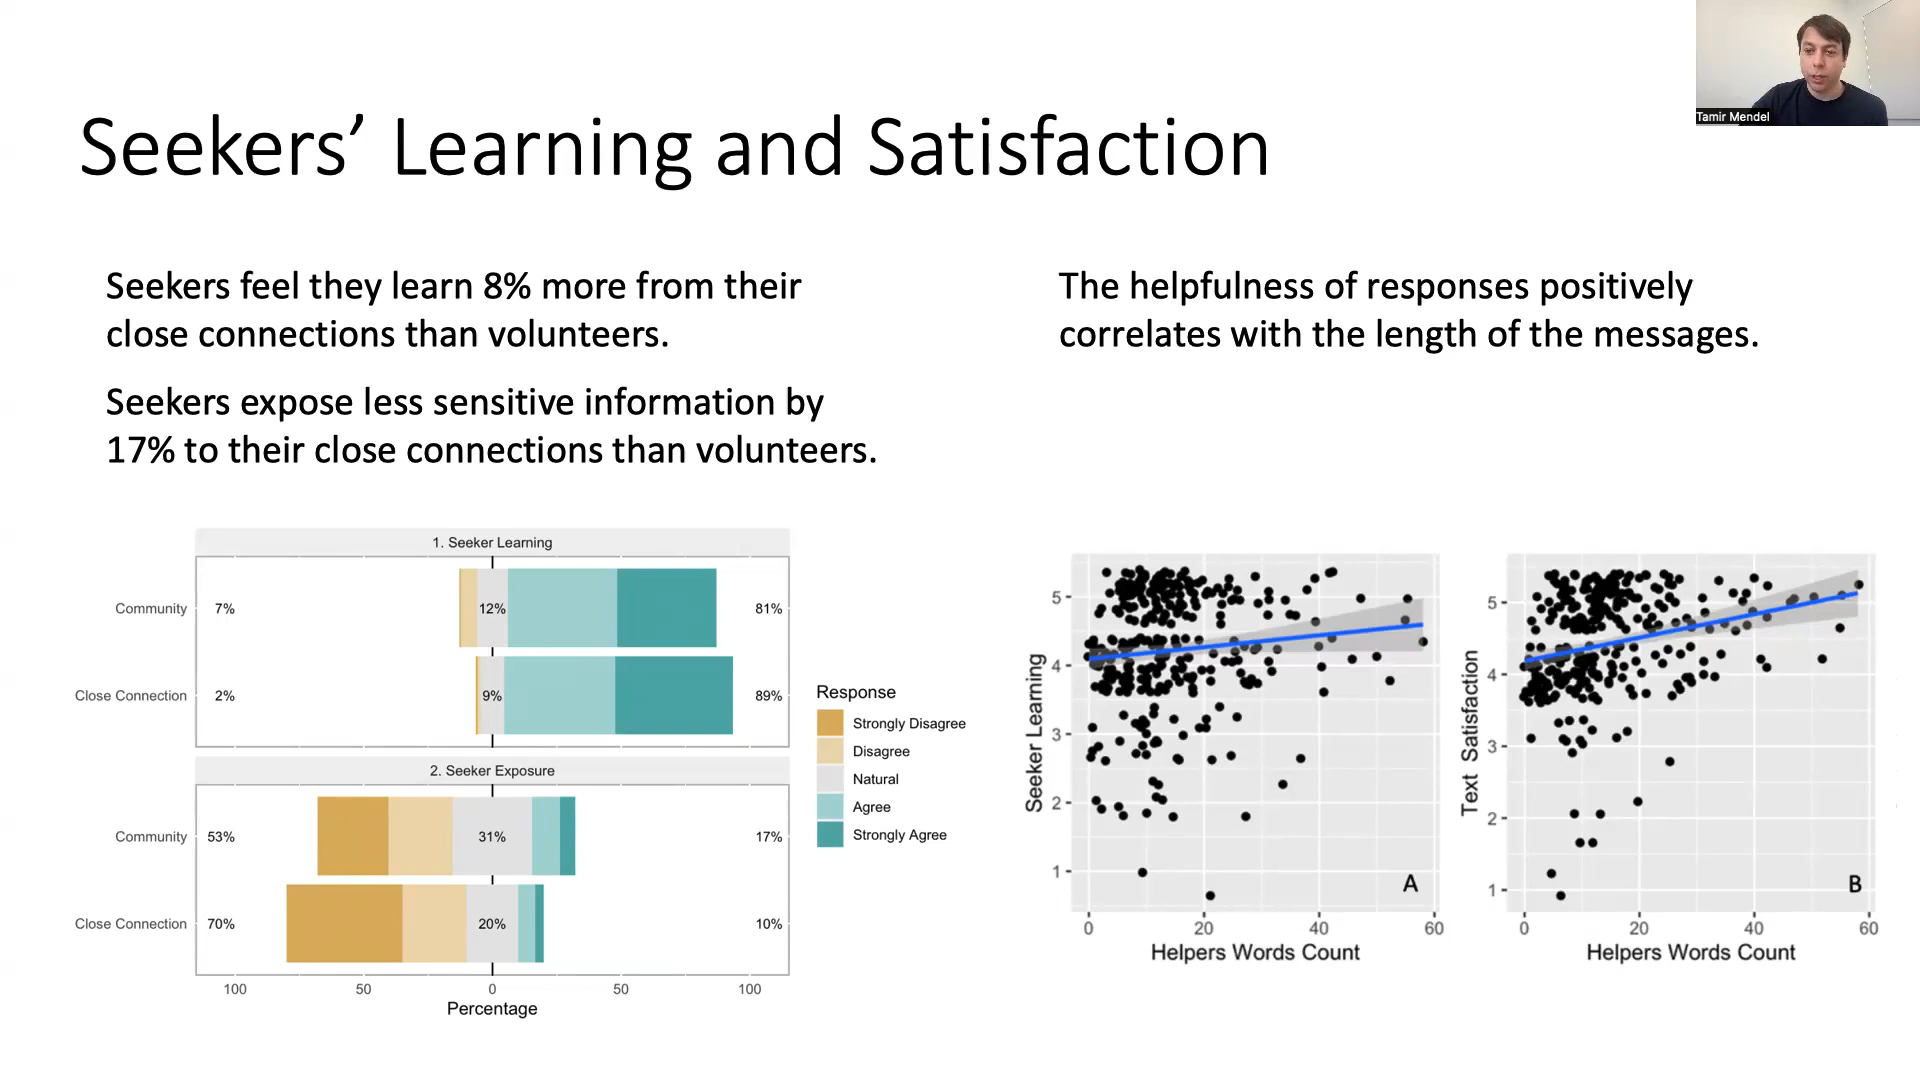 Tamir Mendel
Seekers’ Learning and Satisfaction
Seekers feel they learn 8% more from their
close connections than volunteers.
Seekers expose less sensitive information by
17% to their close connections than volunteers.
The helpfulness of responses positively
correlates with the length of the messages.
1. Seeker Learning
Community 7% 12% 81%
Close Connection 2% 9% 89%
2. Seeker Exposure
Community 53% 31% 17%
Close Connection 70% 20% 10%
100 50 0 50 100
Percentage
Response
Strongly Disagree
Disagree
Natural
Agree
Strongly Agree
Seeker Learning
5
4
3
2
1
A
0 20 40 60
Helpers Words Count
Text Satisfaction
5
4
3
2
1
B
0 20 40 60
Helpers Words Count